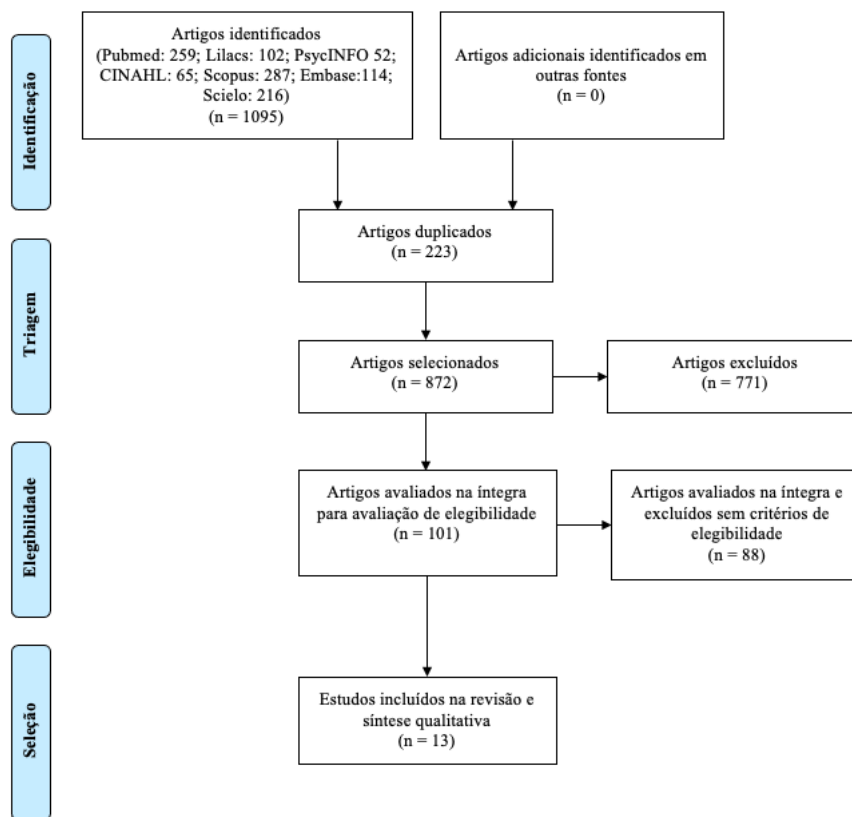 Identificação
Artigos identificados
(Pubmed: 259; Lilacs: 102; PsycINFO 52;
CINAHL: 65; Scopus: 287; Embase:114;
Scielo: 216)
(n = 1095)
Artigos adicionais identificados em
outras fontes
(n = 0)
Triagem
Artigos duplicados
(n = 223)
Artigos selecionados
(n = 872)
Artigos excluídos
(n = 771)
Elegibilidade
Artigos avaliados na íntegra
para avaliação de elegibilidade
(n = 101)
Artigos avaliados na íntegra e
excluídos sem critérios de
elegibilidade
(n = 88)
Seleção
Estudos incluídos na revisão e
síntese qualitativa
(n = 13)